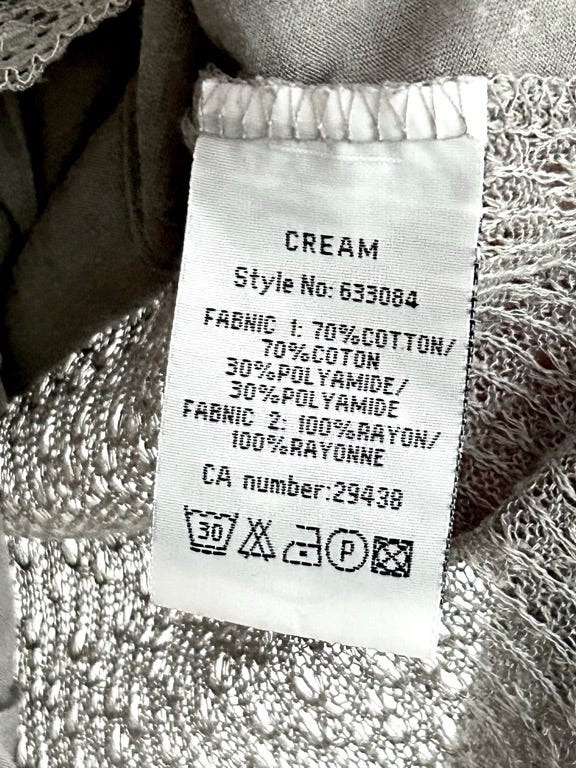 CREAM
Style No: 633084
FABNIC 1: 70%COTTON/
70%COTON
30%POLYAMIDE/
30%POLYAMIDE
FABNIC 2: 100%RAYON/
100%RAYONNE
CA number:29438
30 P